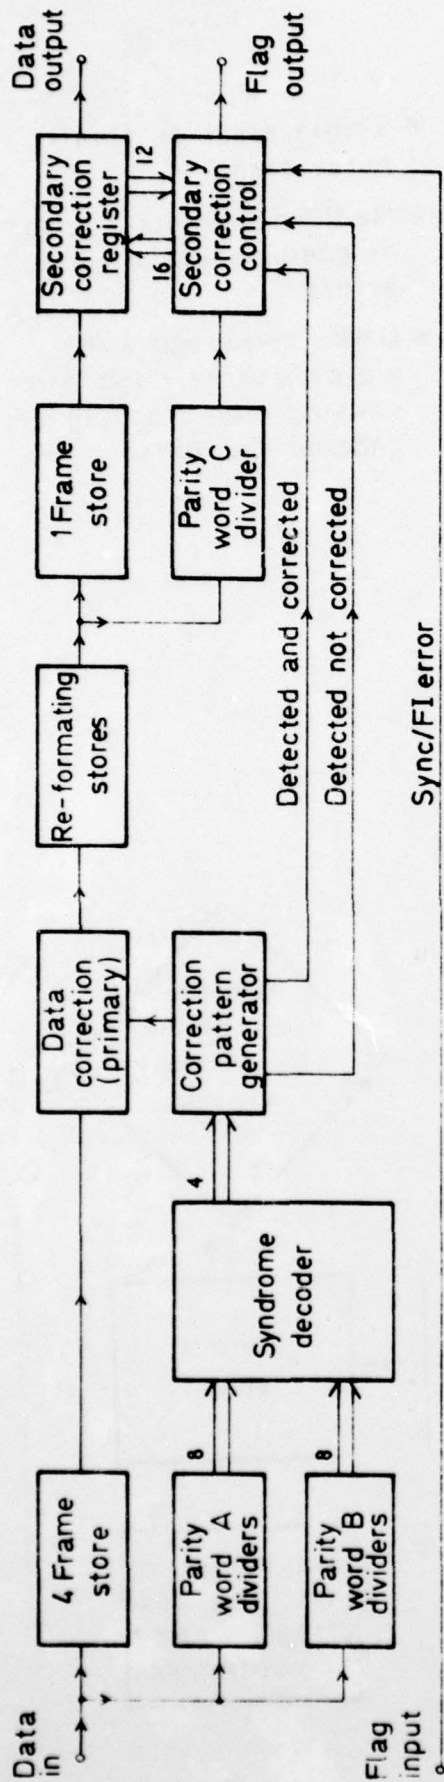 Data
in
4 Frame
store
Data
correction
(primary)
Re-formating
stores
1 Frame
store
Secondary
correction
register
Data
output
Parity
word A
dividers
8
Parity
word B
dividers
8
Syndrome
decoder
4
Correction
pattern
generator
Parity
word C
divider
16
12
Secondary
correction
control
Flag
output
Detected and corrected
Detected not corrected
Flag
input
Sync/FI error